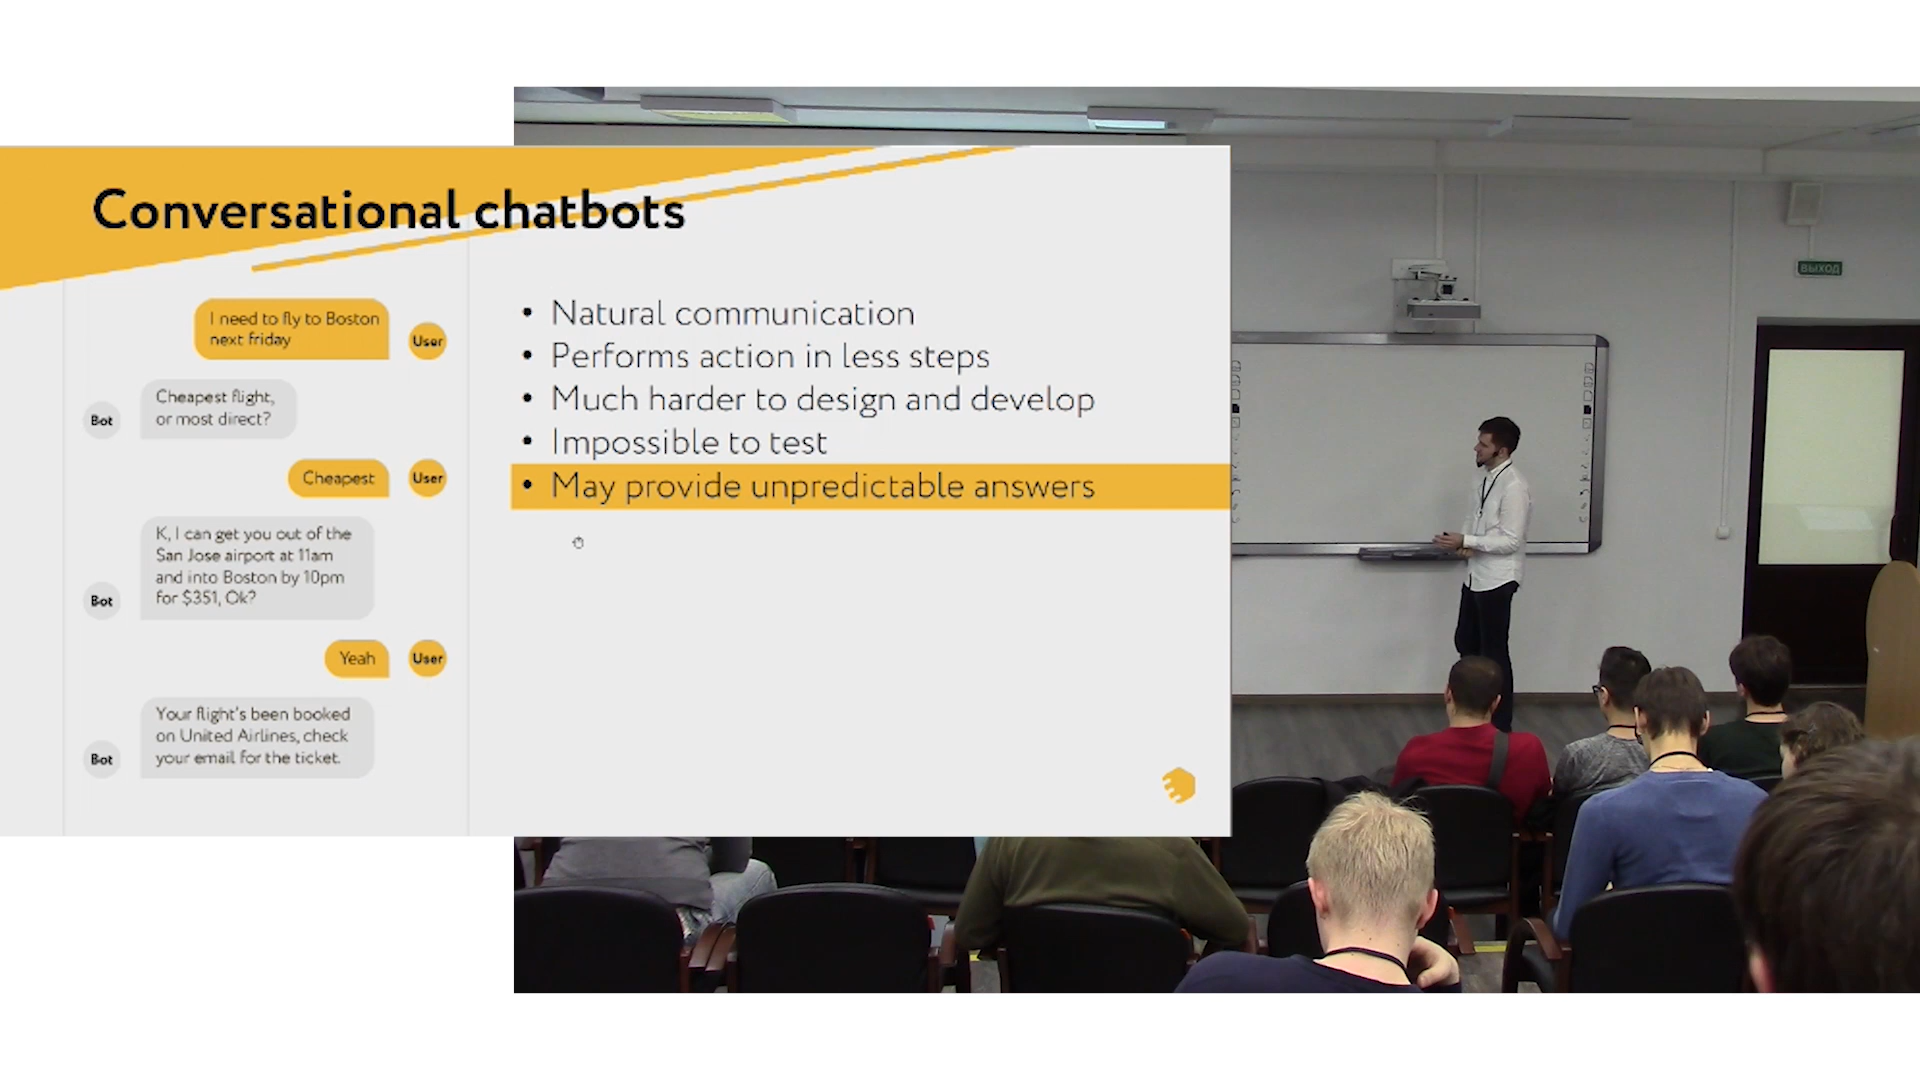 Conversational chatbots
I need to fly to Boston
next friday
User
Cheapest flight,
or most direct?
Bot
Cheapest
User
K, I can get you out of the
San Jose airport at 11am
and into Boston by 10pm
for $351, Ok?
Bot
Yeah
User
Your flight's been booked
on United Airlines, check
your email for the ticket.
Bot
• Natural communication
• Performs action in less steps
• Much harder to design and develop
• Impossible to test
• May provide unpredictable answers
ВЫХОД